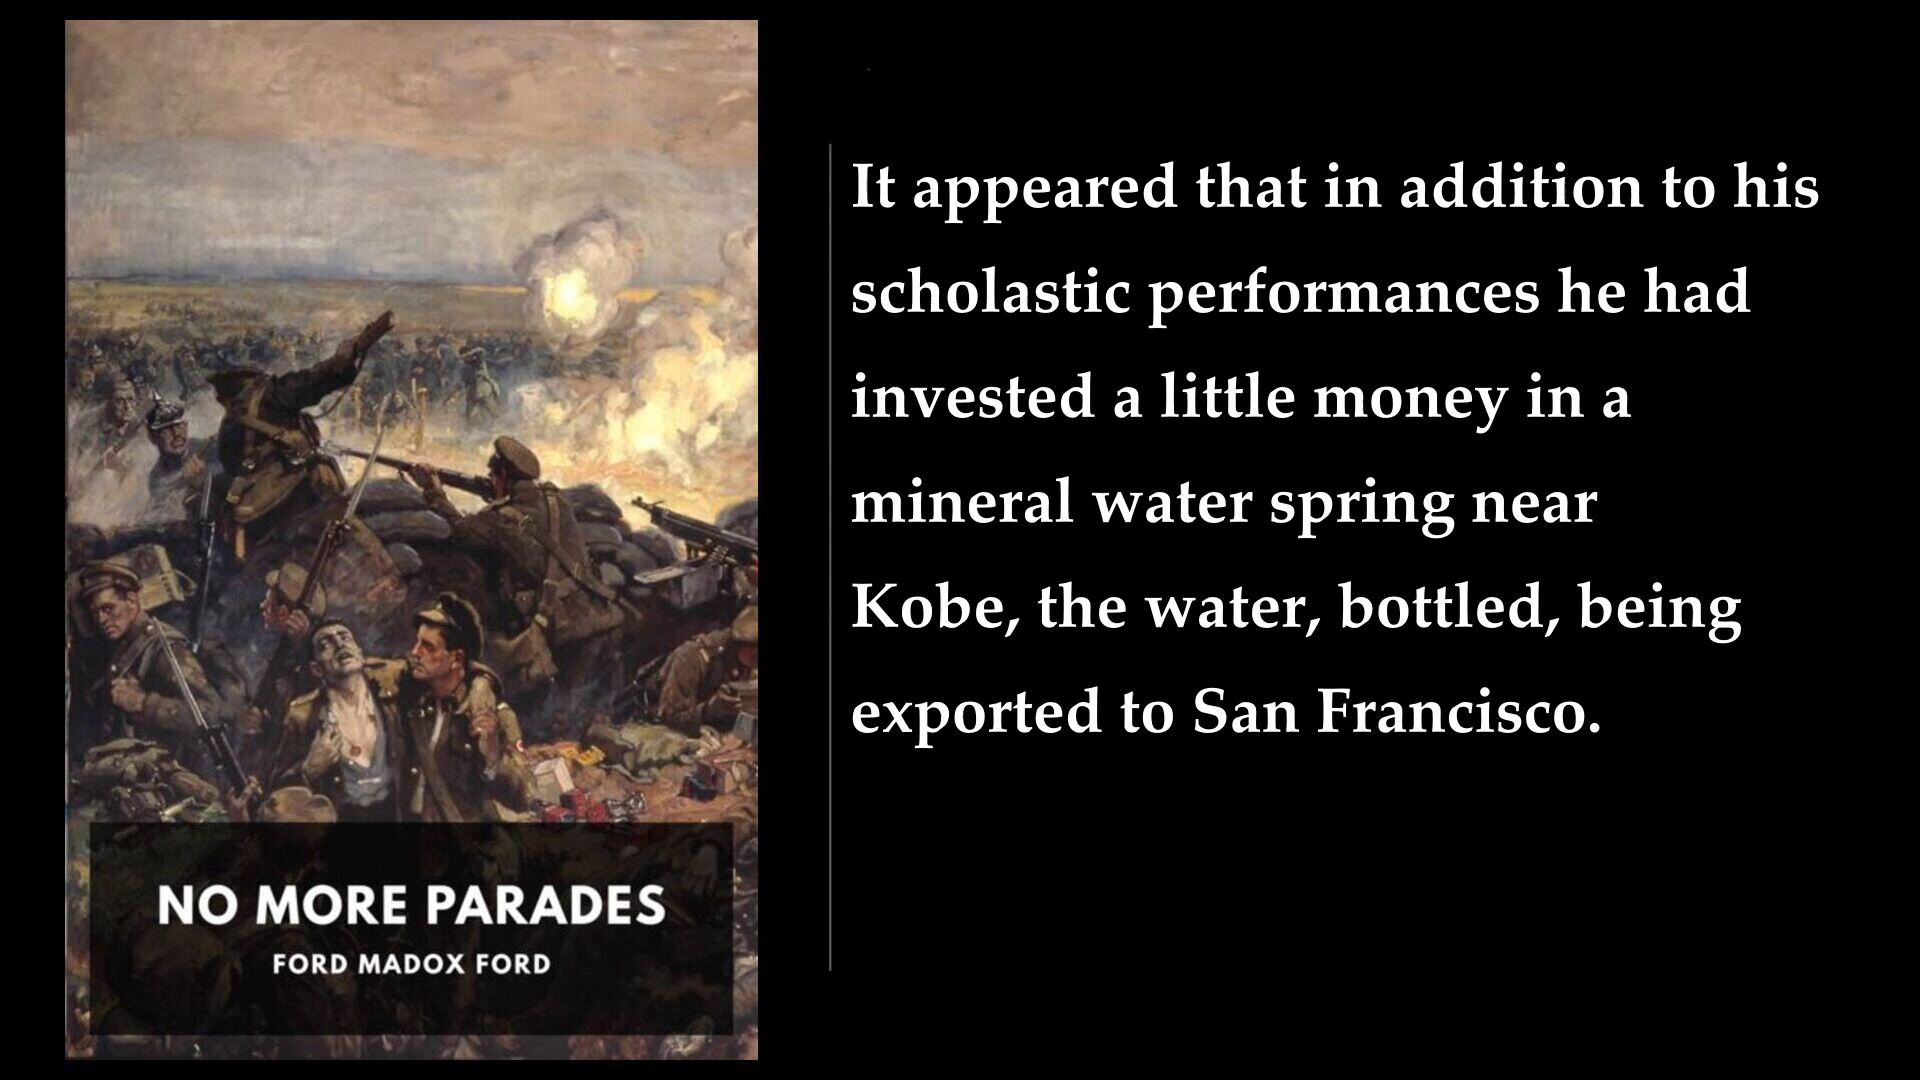 It appeared that in addition to his
scholastic performances he had
invested a little money in a
mineral water spring near
Kobe, the water, bottled, being
exported to San Francisco.
NO MORE PARADES
FORD MADOX FORD